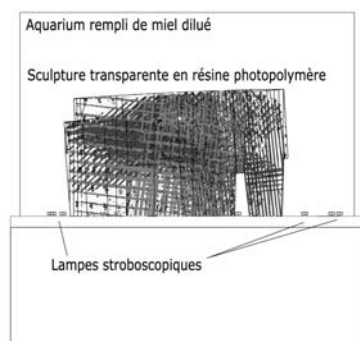 Aquarium rempli de miel dilué
Sculpture transparente en résine photopolymère
Lampes stroboscopiques